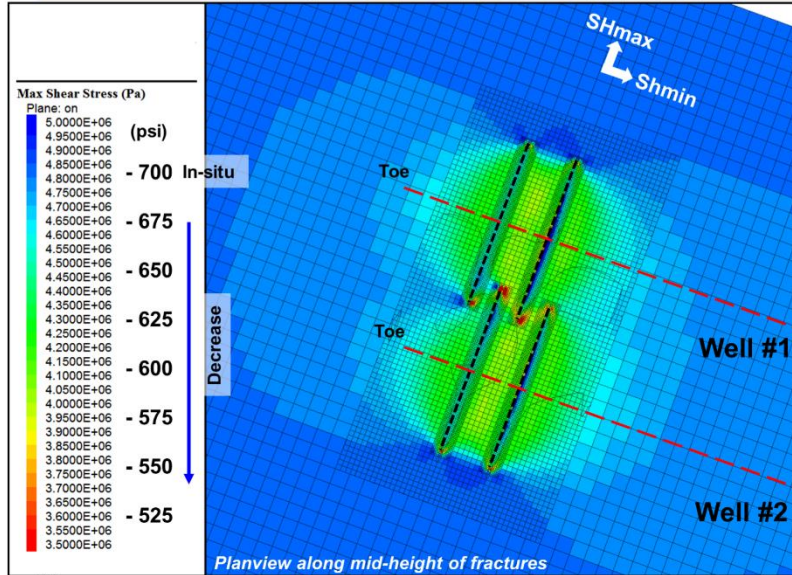 Max Shear Stress (Pa)
Plane: on
5.0000E+06
4.9500E+06
4.9000E+06
4.8500E+06
4.8000E+06
4.7500E+06
4.7000E+06
4.6500E+06
4.6000E+06
4.5500E+06
4.5000E+06
4.4500E+06
4.4000E+06
4.3500E+06
4.3000E+06
4.2500E+06
4.2000E+06
4.1500E+06
4.1000E+06
4.0500E+06
4.0000E+06
3.9500E+06
3.9000E+06
3.8500E+06
3.8000E+06
3.7500E+06
3.7000E+06
3.6500E+06
3.6000E+06
3.5500E+06
3.5000E+06
(psi)
- 700 In-situ
- 675
- 650
- 625
- 600
- 575
- 550
- 525
Decrease
SHmax
Shmin
Toe
Well #1
Toe
Well #2
Planview along mid-height of fractures